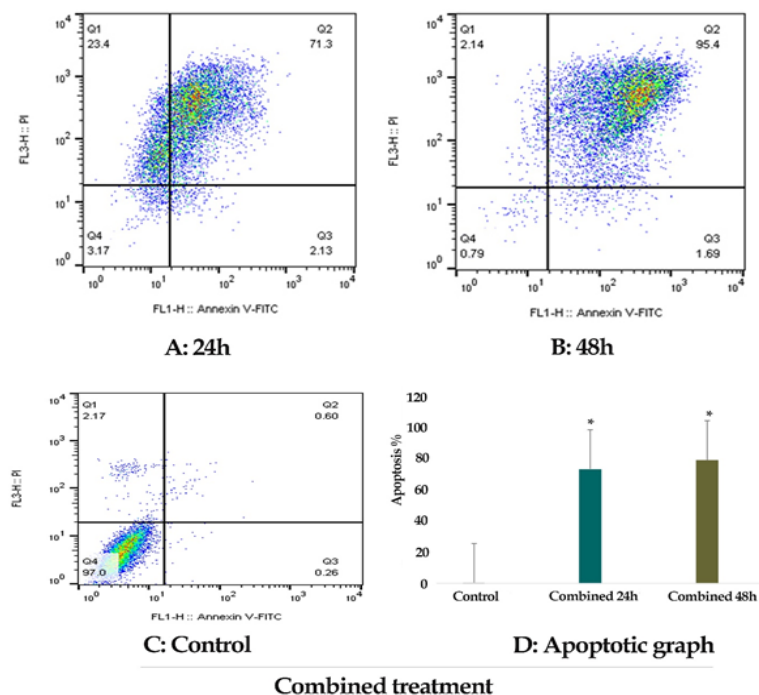 Q1
23.4
Q2
71.3
10⁴
10³
10²
10¹
10⁰
FL3-H :: PI
Q4
3.17
Q3
2.13
10⁰ 10¹ 10² 10³ 10⁴
FL1-H :: Annexin V-FITC
A: 24h
Q1
2.14
Q2
95.4
10⁴
10³
10²
10¹
10⁰
FL3-H :: PI
Q4
0.79
Q3
1.69
10⁰ 10¹ 10² 10³ 10⁴
FL1-H :: Annexin V-FITC
B: 48h
Q1
2.17
Q2
0.60
10⁴
10³
10²
10¹
10⁰
FL3-H :: PI
Q4
97.0
Q3
0.26
10⁰ 10¹ 10² 10³ 10⁴
FL1-H :: Annexin V-FITC
C: Control
120
100
80
60
40
20
0
Apoptosis %
* *
Control Combined 24h Combined 48h
D: Apoptotic graph
Combined treatment